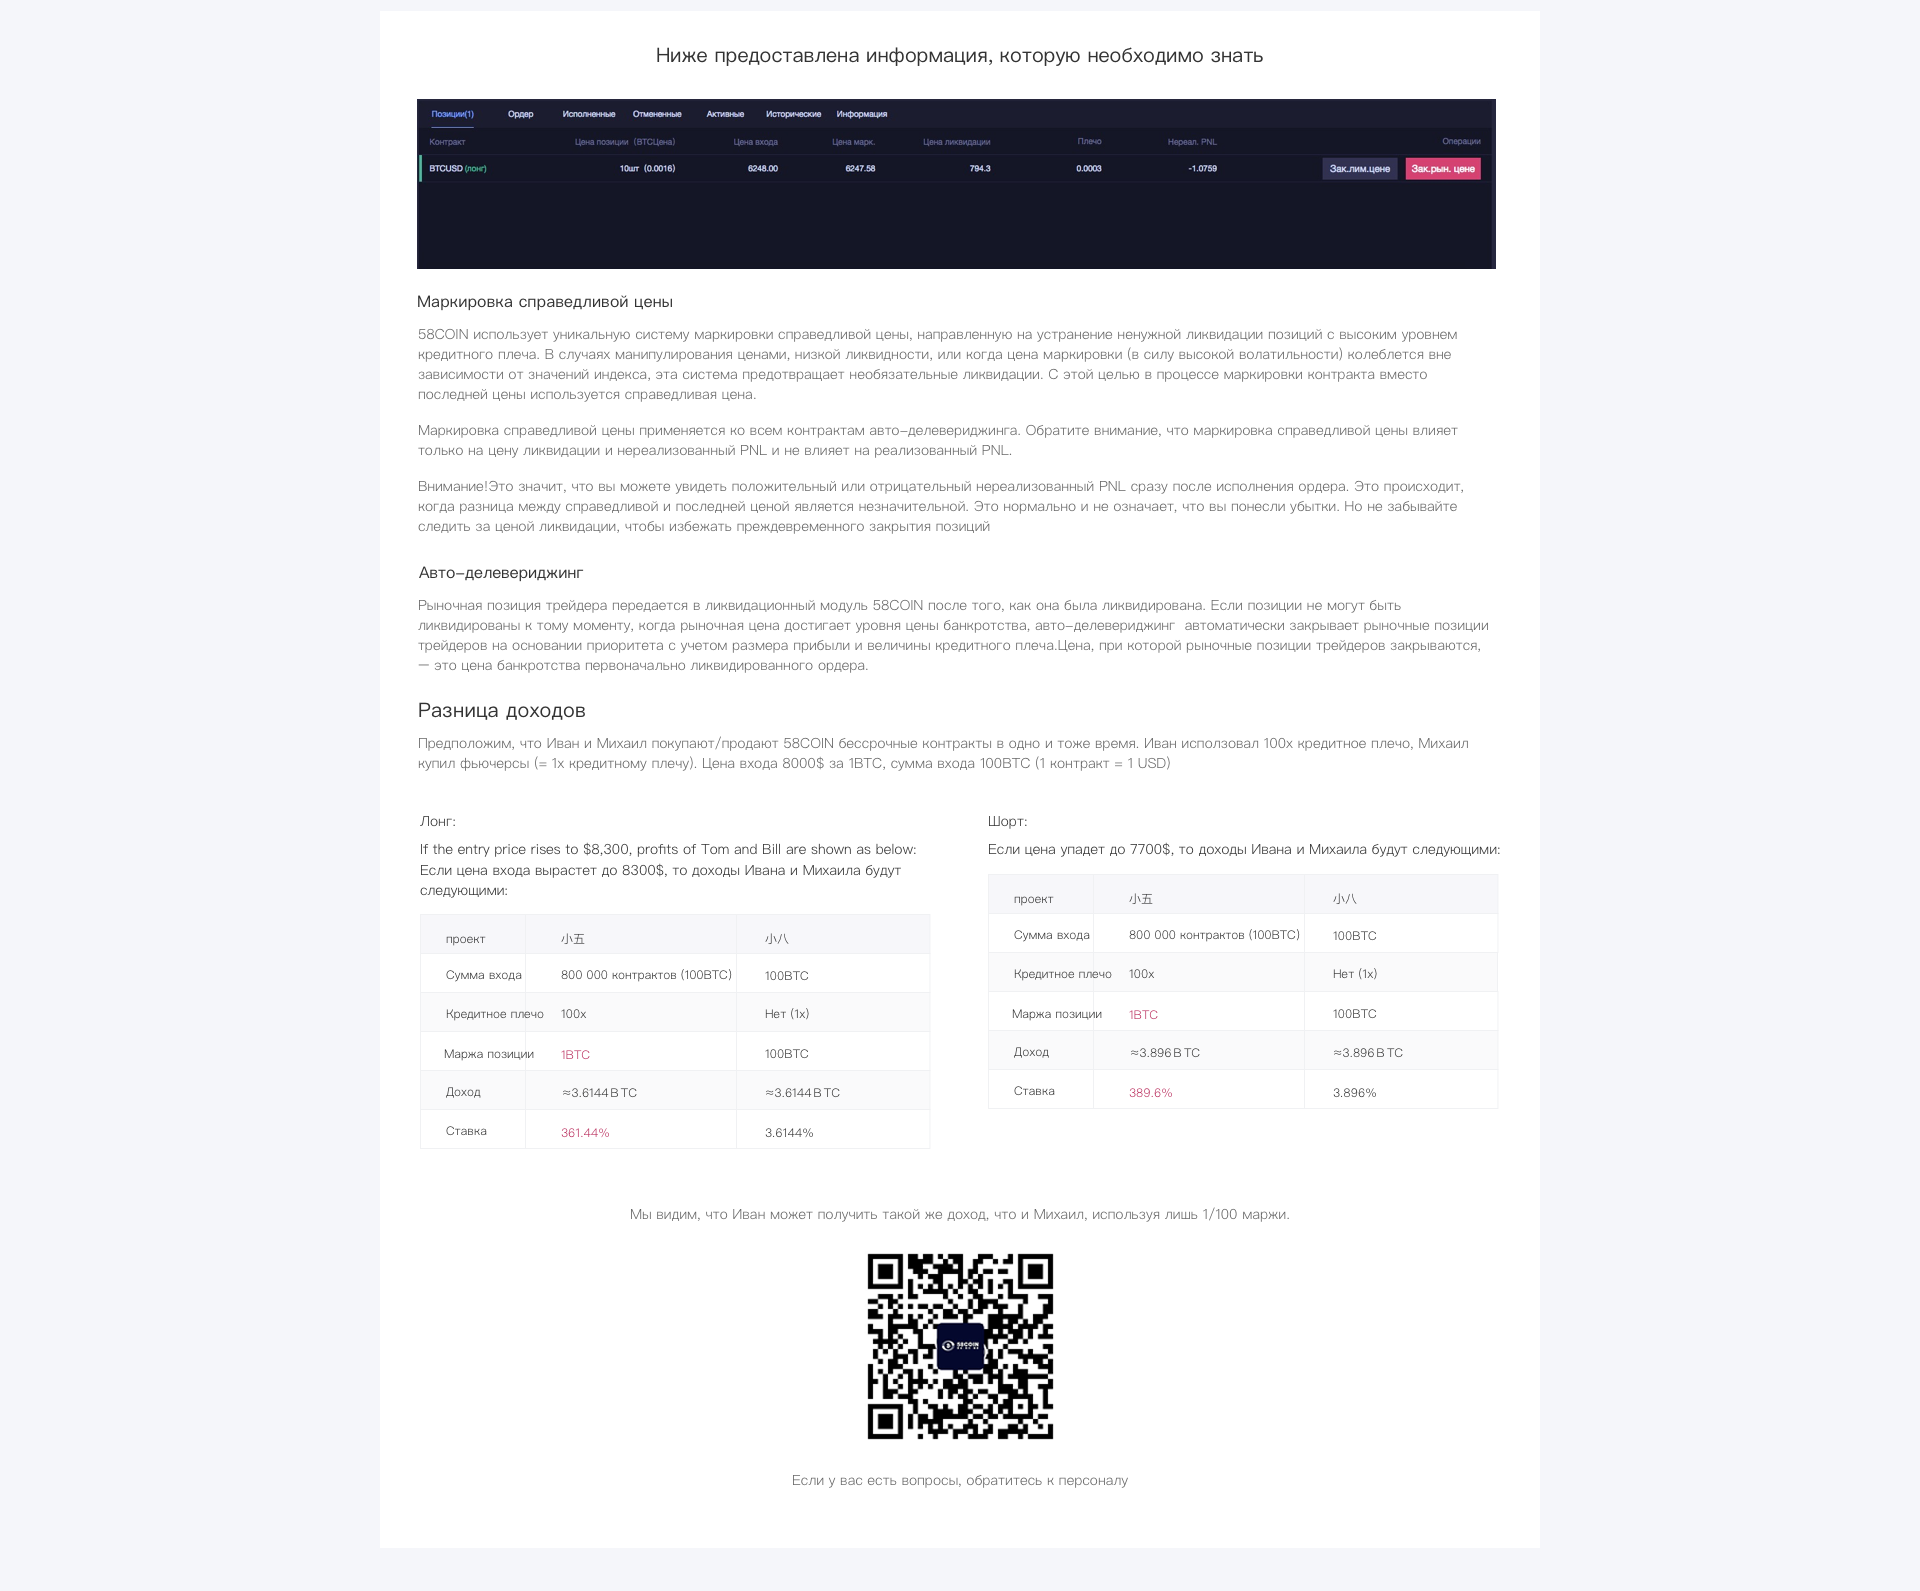 Ниже предоставлена информация, которую необходимо знать
Позиции(1) Ордер Исполненные Отмененные Активные Исторические Информация
Контракт Цена позиции (BTCЦена) Цена входа Цена марк. Цена ликвидации Плечо Нереал. PNL Операции
BTCUSD (лонг) 10шт (0.0016) 6248.00 6247.58 794.3 0.0003 -1.0759 Зак.лим.цене Зак.рын. цене
Маркировка справедливой цены
58COIN использует уникальную систему маркировки справедливой цены, направленную на устранение ненужной ликвидации позиций с высоким уровнем
кредитного плеча. В случаях манипулирования ценами, низкой ликвидности, или когда цена маркировки (в силу высокой волатильности) колеблется вне
зависимости от значений индекса, эта система предотвращает необязательные ликвидации. С этой целью в процессе маркировки контракта вместо
последней цены используется справедливая цена.
Маркировка справедливой цены применяется ко всем контрактам авто-делевериджинга. Обратите внимание, что маркировка справедливой цены влияет
только на цену ликвидации и нереализованный PNL и не влияет на реализованный PNL.
Внимание!Это значит, что вы можете увидеть положительный или отрицательный нереализованный PNL сразу после исполнения ордера. Это происходит,
когда разница между справедливой и последней ценой является незначительной. Это нормально и не означает, что вы понесли убытки. Но не забывайте
следить за ценой ликвидации, чтобы избежать преждевременного закрытия позиций
Авто-делевериджинг
Рыночная позиция трейдера передается в ликвидационный модуль 58COIN после того, как она была ликвидирована. Если позиции не могут быть
ликвидированы к тому моменту, когда рыночная цена достигает уровня цены банкротства, авто-делевериджинг автоматически закрывает рыночные позиции
трейдеров на основании приоритета с учетом размера прибыли и величины кредитного плеча.Цена, при которой рыночные позиции трейдеров закрываются,
— это цена банкротства первоначально ликвидированного ордера.
Разница доходов
Предположим, что Иван и Михаил покупают/продают 58COIN бессрочные контракты в одно и тоже время. Иван исползовал 100x кредитное плечо, Михаил
купил фьючерсы (= 1x кредитному плечу). Цена входа 8000$ за 1BTC, сумма входа 100BTC (1 контракт = 1 USD)
Лонг:
If the entry price rises to $8,300, profits of Tom and Bill are shown as below:
Если цена входа вырастет до 8300$, то доходы Ивана и Михаила будут
следующими:
проект 小五 小八
Сумма входа 800 000 контрактов (100BTC) 100BTC
Кредитное плечо 100x Нет (1x)
Маржа позиции 1BTC 100BTC
Доход ≈3.6144BTC ≈3.6144BTC
Ставка 361.44% 3.6144%
Шорт:
Если цена упадет до 7700$, то доходы Ивана и Михаила будут следующими:
проект 小五 小八
Сумма входа 800 000 контрактов (100BTC) 100BTC
Кредитное плечо 100x Нет (1x)
Маржа позиции 1BTC 100BTC
Доход ≈3.896BTC ≈3.896BTC
Ставка 389.6% 3.896%
Мы видим, что Иван может получить такой же доход, что и Михаил, используя лишь 1/100 маржи.
58COIN
Если у вас есть вопросы, обратитесь к персоналу